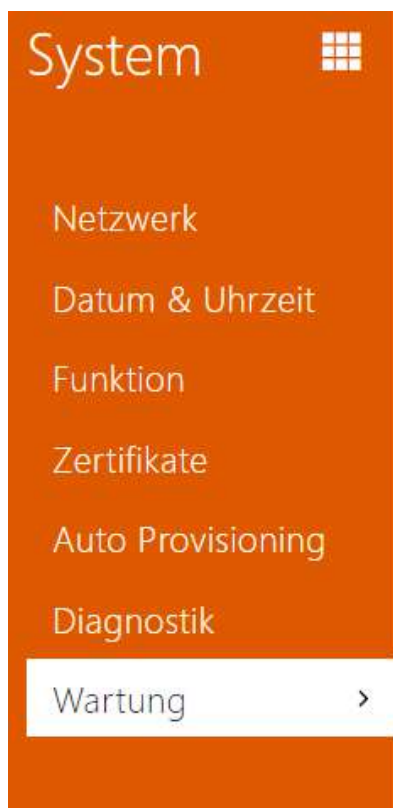 System
Netzwerk
Datum & Uhrzeit
Funktion
Zertifikate
Auto Provisioning
Diagnostik
Wartung